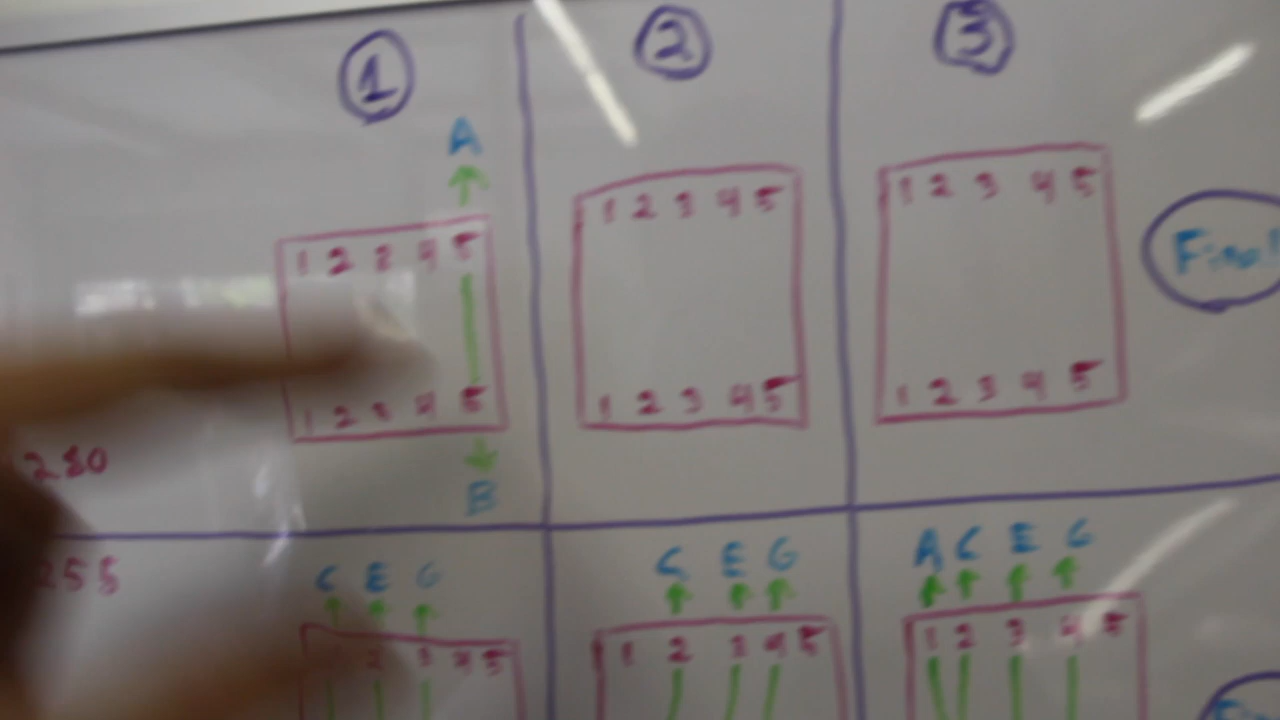 1 2 3
A
1 2 3 4 5
1 2 3 4 5
B
1 2 3 4 5
1 2 3 4 5
1 2 3 4 5
1 2 3 4 5
Final
280
255
C E G
1 2 3 4 5
C E G
1 2 3 4 5
A C E G
1 2 3 4 5